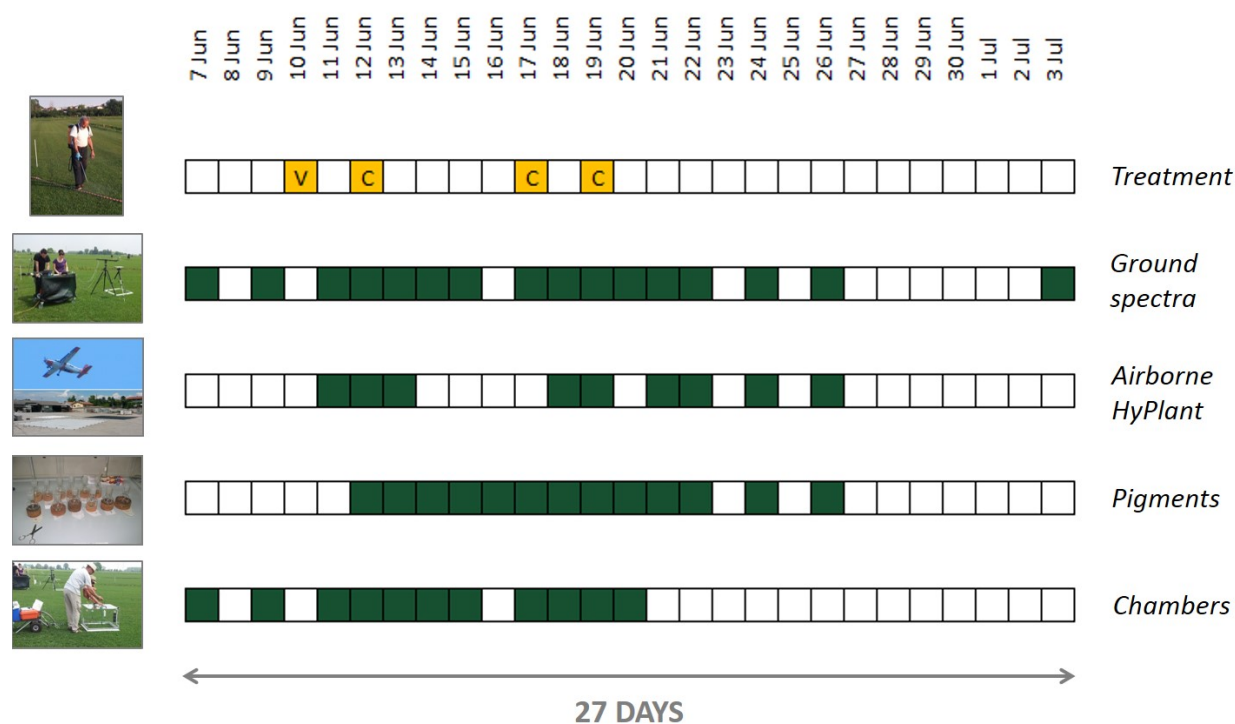 7 Jun
8 Jun
9 Jun
10 Jun
11 Jun
12 Jun
13 Jun
14 Jun
15 Jun
16 Jun
17 Jun
18 Jun
19 Jun
20 Jun
21 Jun
22 Jun
23 Jun
24 Jun
25 Jun
26 Jun
27 Jun
28 Jun
29 Jun
30 Jun
1 Jul
2 Jul
3 Jul
V C C C Treatment
Ground
spectra
Airborne
HyPlant
Pigments
Chambers
27 DAYS